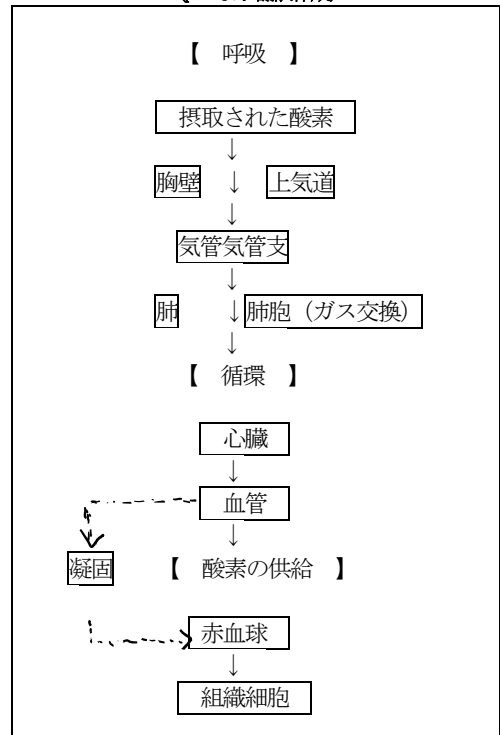 【 呼吸 】
摂取された酸素
↓
胸壁 ↓ 上気道
↓
気管気管支
↓
肺 ↓ 肺胞（ガス交換）
↓
【 循環 】
心臓
↓
血管
↓
凝固 【 酸素の供給 】
赤血球
↓
組織細胞